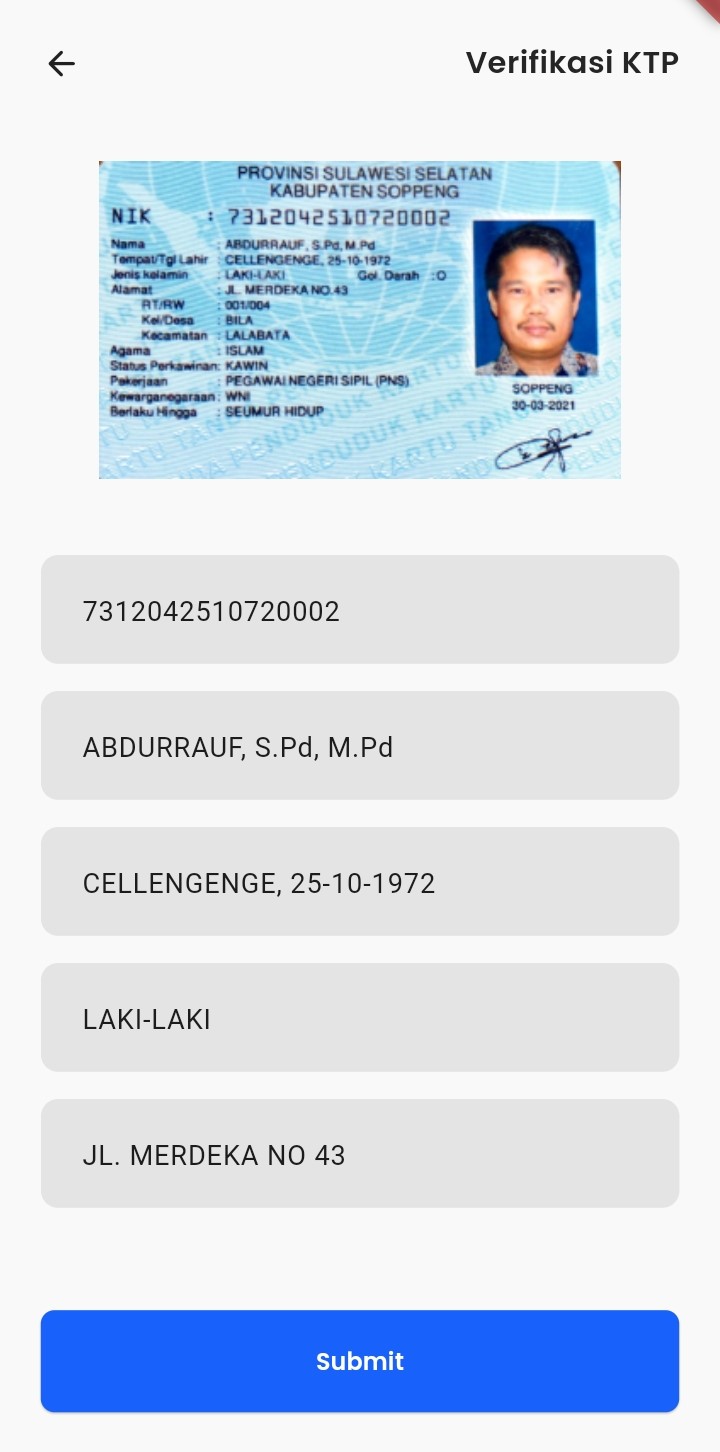 Verifikasi KTP
PROVINSI SULAWESI SELATAN
KABUPATEN SOPPENG
NIK : 7312042510720002
Nama : ABDURRAUF, S.Pd, M.Pd
Tempat/Tgl Lahir : CELLENGENGE, 25-10-1972
Jenis kelamin : LAKI-LAKI Gol. Darah : O
Alamat : JL. MERDEKA NO.43
RT/RW : 001/004
Kel/Desa : BILA
Kecamatan : LALABATA
Agama : ISLAM
Status Perkawinan: KAWIN
Pekerjaan : PEGAWAI NEGERI SIPIL (PNS)
Kewarganegaraan : WNI
Berlaku Hingga : SEUMUR HIDUP
SOPPENG
30-03-2021
7312042510720002
ABDURRAUF, S.Pd, M.Pd
CELLENGENGE, 25-10-1972
LAKI-LAKI
JL. MERDEKA NO 43
Submit